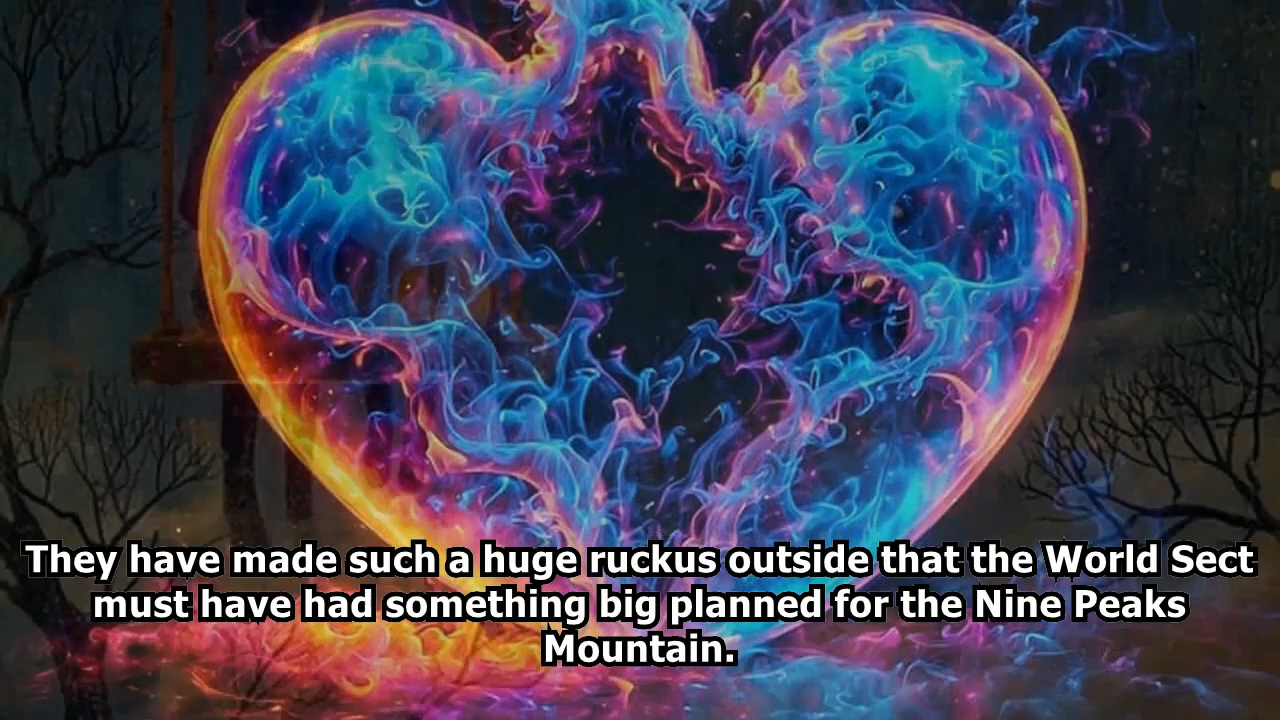 They have made such a huge ruckus outside that the World Sect
must have had something big planned for the Nine Peaks
Mountain.